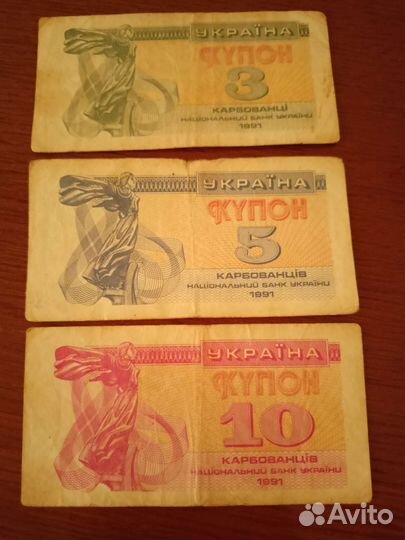 УКРАЇНА
КУПОН
3
КАРБОВАНЦІ
НАЦІОНАЛЬНИЙ БАНК УКРАЇНИ
1991
УКРАЇНА
КУПОН
5
КАРБОВАНЦІВ
НАЦІОНАЛЬНИЙ БАНК УКРАЇНИ
1991
УКРАЇНА
КУПОН
10
КАРБОВАНЦІВ
НАЦІОНАЛЬНИЙ БАНК УКРАЇНИ
1991
Avito